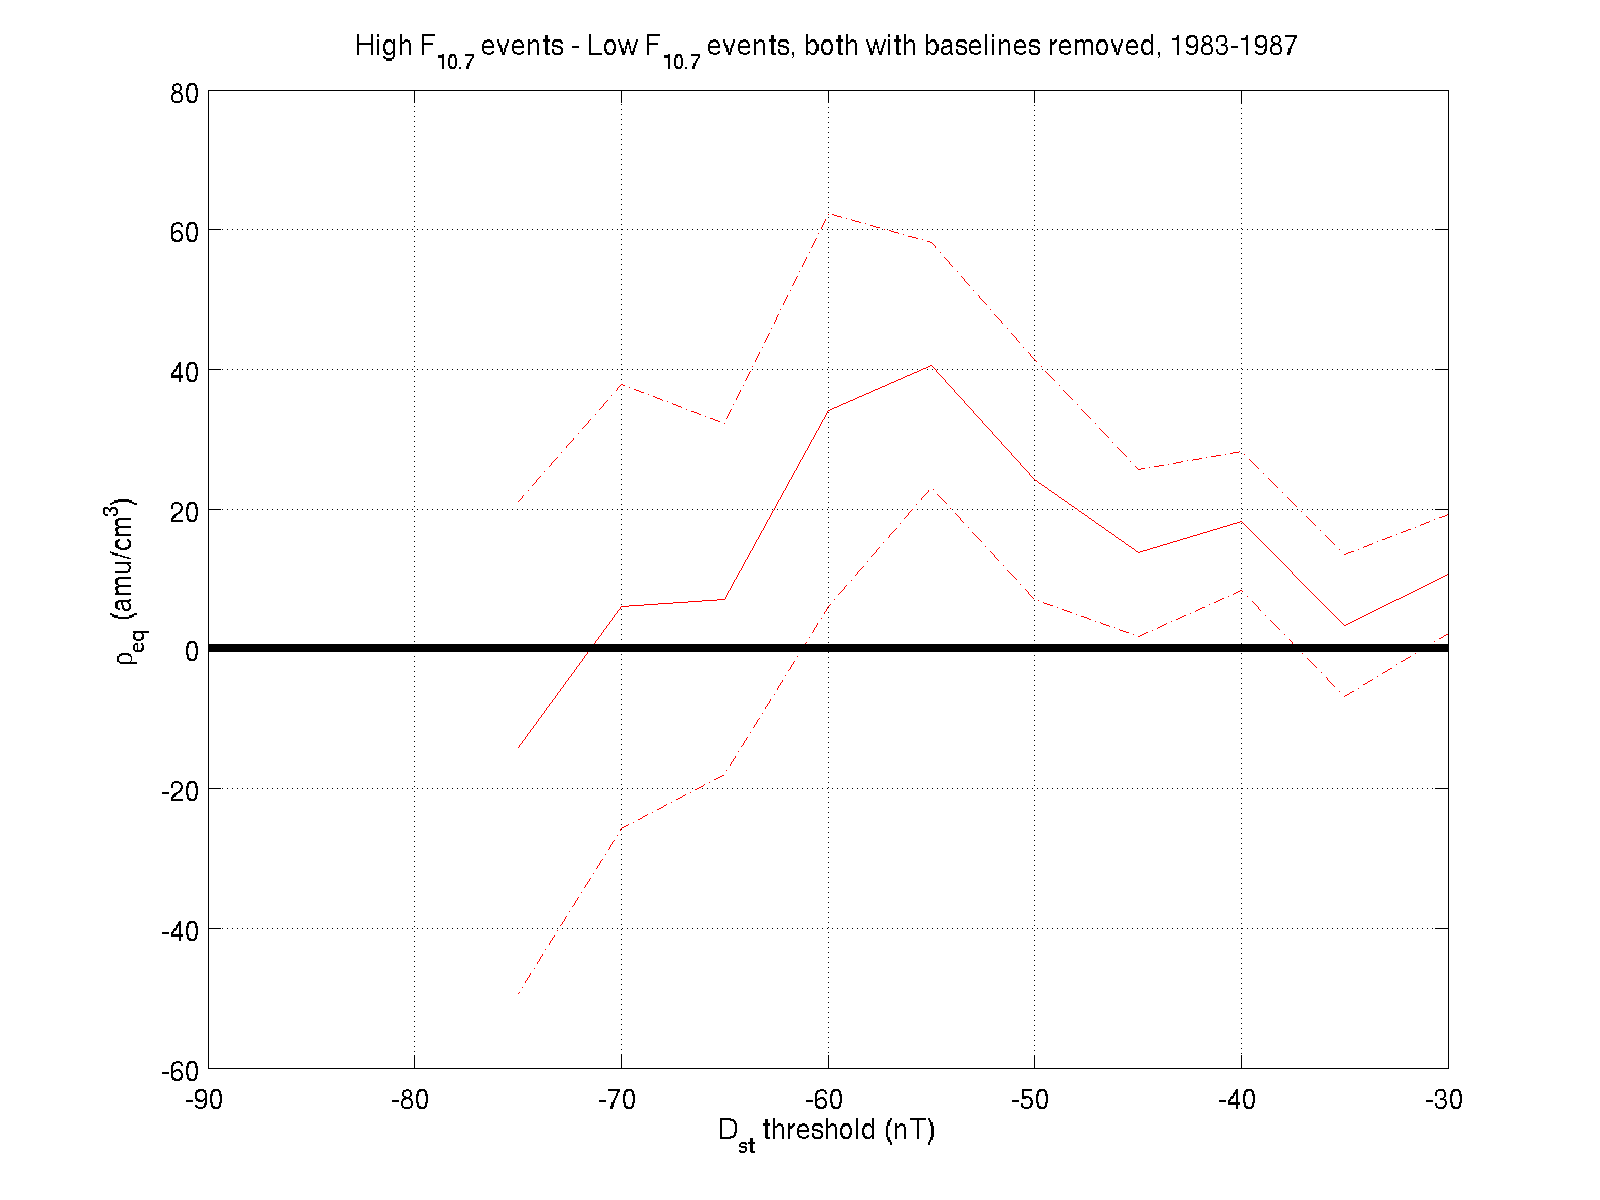 High F10.7 events - Low F10.7 events, both with baselines removed, 1983-1987
80
60
40
20
0
-20
-40
-60
ρeq (amu/cm3)
-90 -80 -70 -60 -50 -40 -30
Dst threshold (nT)